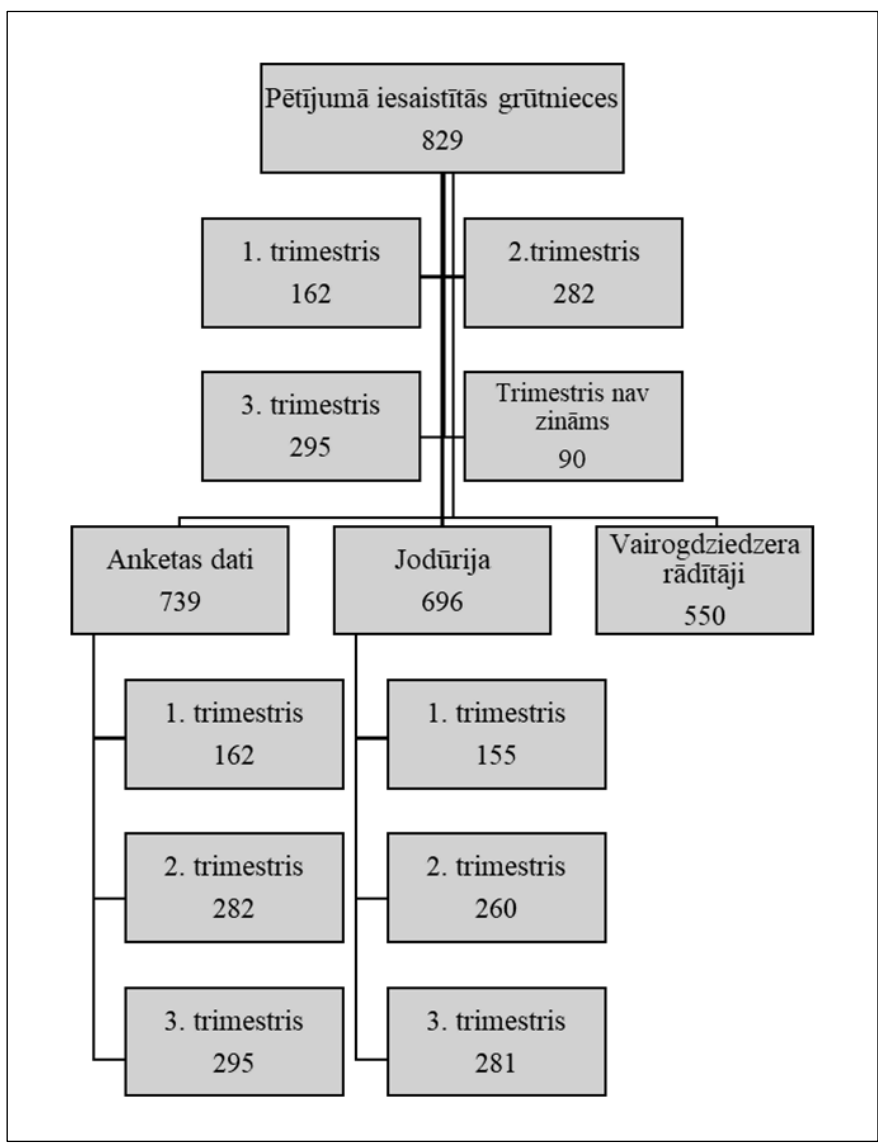 Pētījumā iesaistītās grūtnieces
829
1. trimestris
162
2.trimestris
282
3. trimestris
295
Trimestris nav
zināms
90
Anketas dati
739
Jodūrija
696
Vairogdziedzera
rādītāji
550
1. trimestris
162
2. trimestris
282
3. trimestris
295
1. trimestris
155
2. trimestris
260
3. trimestris
281